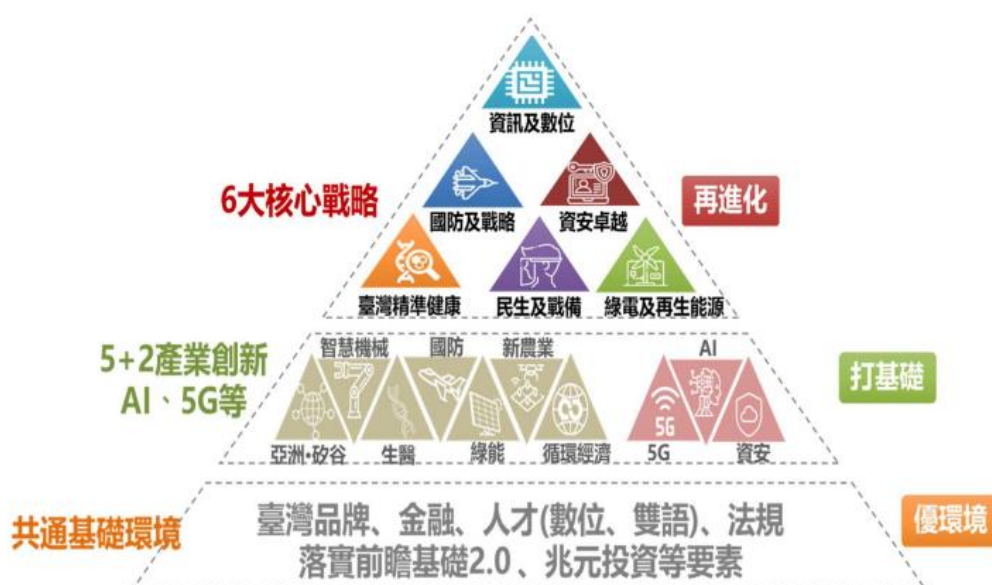 資訊及數位
6大核心戰略
國防及戰略
資安卓越
再進化
臺灣精準健康
民生及戰備
綠電及再生能源
5+2產業創新
AI、5G等
智慧機械
國防
新農業
AI
打基礎
5G
亞洲•矽谷
生醫
綠能
循環經濟
5G
資安
共通基礎環境
臺灣品牌、金融、人才(數位、雙語)、法規
落實前瞻基礎2.0、兆元投資等要素
優環境